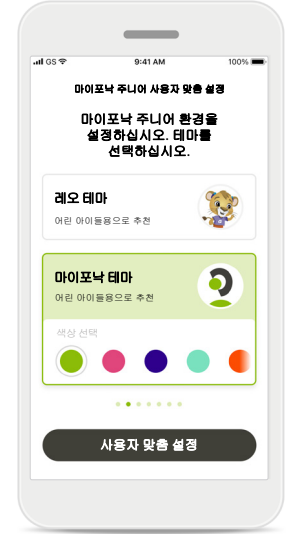 GS 9:41 AM 100%
마이포낙 주니어 사용자 맞춤 설정
마이포낙 주니어 환경을
설정하십시오. 테마를
선택하십시오.
레오 테마
어린 아이들용으로 추천
마이포낙 테마
어린 아이들용으로 추천
색상 선택
사용자 맞춤 설정